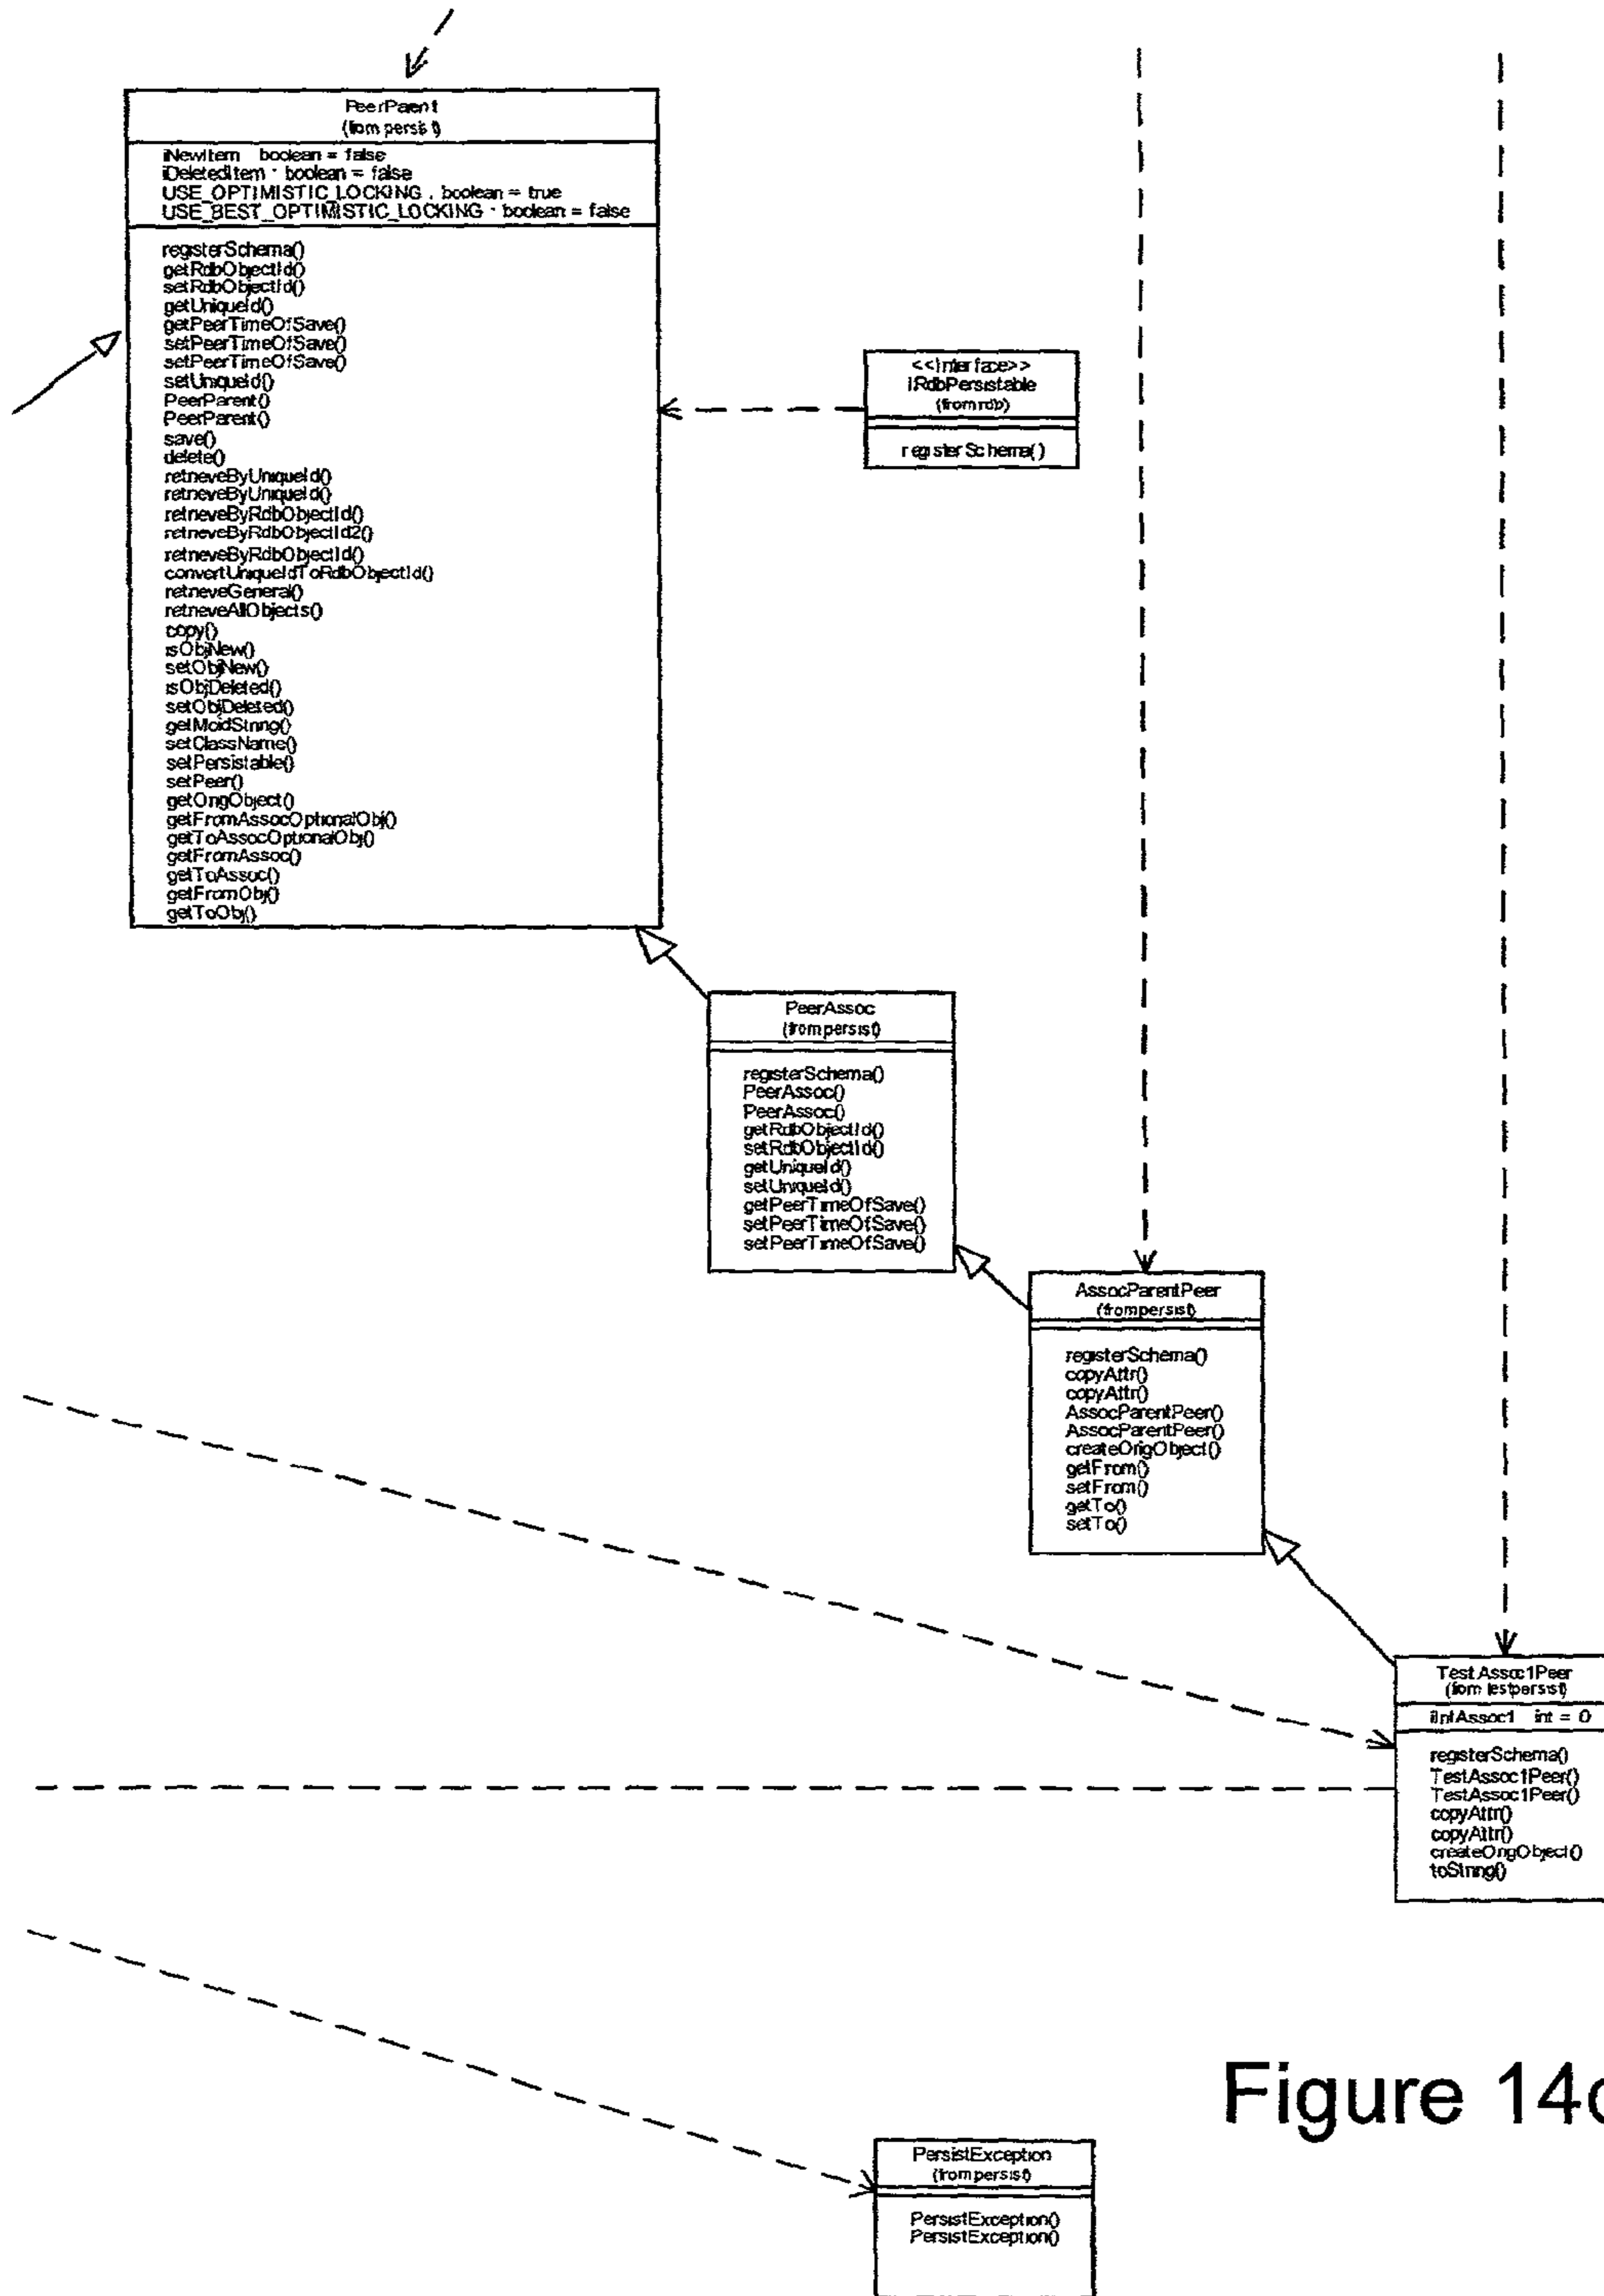 PeerParent
(from persist)
iNewItem boolean = false
iDeletedItem : boolean = false
USE_OPTIMISTIC_LOCKING . boolean = true
USE_BEST_OPTIMISTIC_LOCKING : boolean = false
registerSchema()
getRdbObjectId()
setRdbObjectId()
getUniqueId()
getPeerTimeOfSave()
setPeerTimeOfSave()
setPeerTimeOfSave()
setUniqueId()
PeerParent()
PeerParent()
save()
delete()
retrieveByUniqueId()
retrieveByUniqueId()
retrieveByRdbObjectId()
retrieveByRdbObjectId2()
retrieveByRdbObjectId()
convertUniqueIdToRdbObjectId()
retrieveGeneral()
retrieveAllObjects()
copy()
isObjNew()
setObjNew()
isObjDeleted()
setObjDeleted()
getMoidString()
setClassName()
setPersistable()
setPeer()
getOrigObject()
getFromAssocOptionalObj()
getToAssocOptionalObj()
getFromAssoc()
getToAssoc()
getFromObj()
getToObj()
<<Interface>>
IRdbPersistable
(from rdb)
registerSchema()
PeerAssoc
(from persist)
registerSchema()
PeerAssoc()
PeerAssoc()
getRdbObjectId()
setRdbObjectId()
getUniqueId()
setUniqueId()
getPeerTimeOfSave()
setPeerTimeOfSave()
setPeerTimeOfSave()
AssocParentPeer
(from persist)
registerSchema()
copyAttr()
copyAttr()
AssocParentPeer()
AssocParentPeer()
createOrigObject()
getFrom()
setFrom()
getTo()
setTo()
TestAssoc1Peer
(from testpersist)
iIntAssoc1 int = 0
registerSchema()
TestAssoc1Peer()
TestAssoc1Peer()
copyAttr()
copyAttr()
createOrigObject()
toString()
Figure 14
PersistException
(from persist)
PersistException()
PersistException()